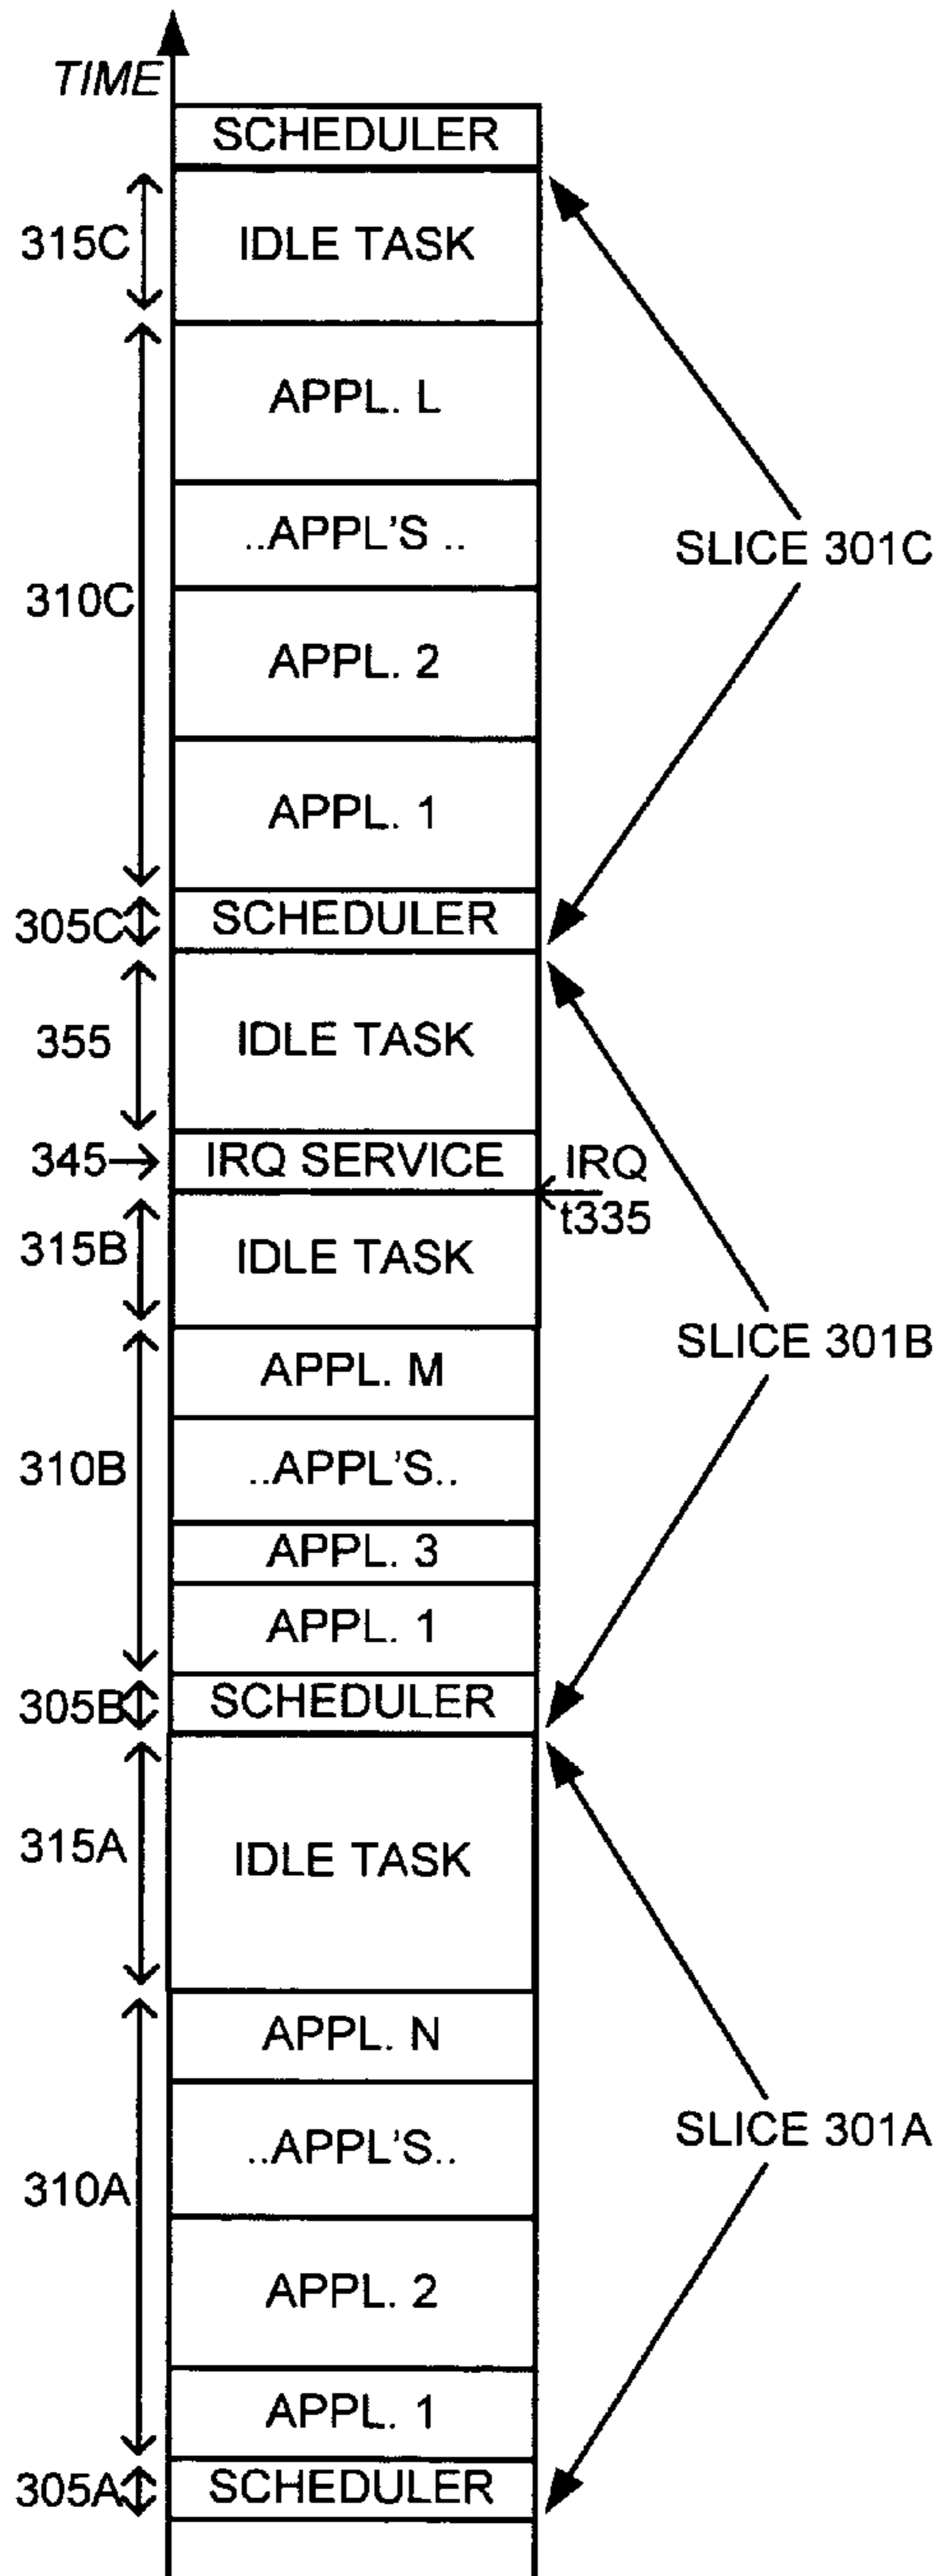 TIME
SCHEDULER
315C
IDLE TASK
APPL. L
..APPL'S ..
SLICE 301C
310C
APPL. 2
APPL. 1
305C
SCHEDULER
355
IDLE TASK
345
IRQ SERVICE
IRQ
t335
315B
IDLE TASK
SLICE 301B
APPL. M
310B
..APPL'S..
APPL. 3
APPL. 1
305B
SCHEDULER
315A
IDLE TASK
APPL. N
SLICE 301A
..APPL'S..
310A
APPL. 2
APPL. 1
305A
SCHEDULER